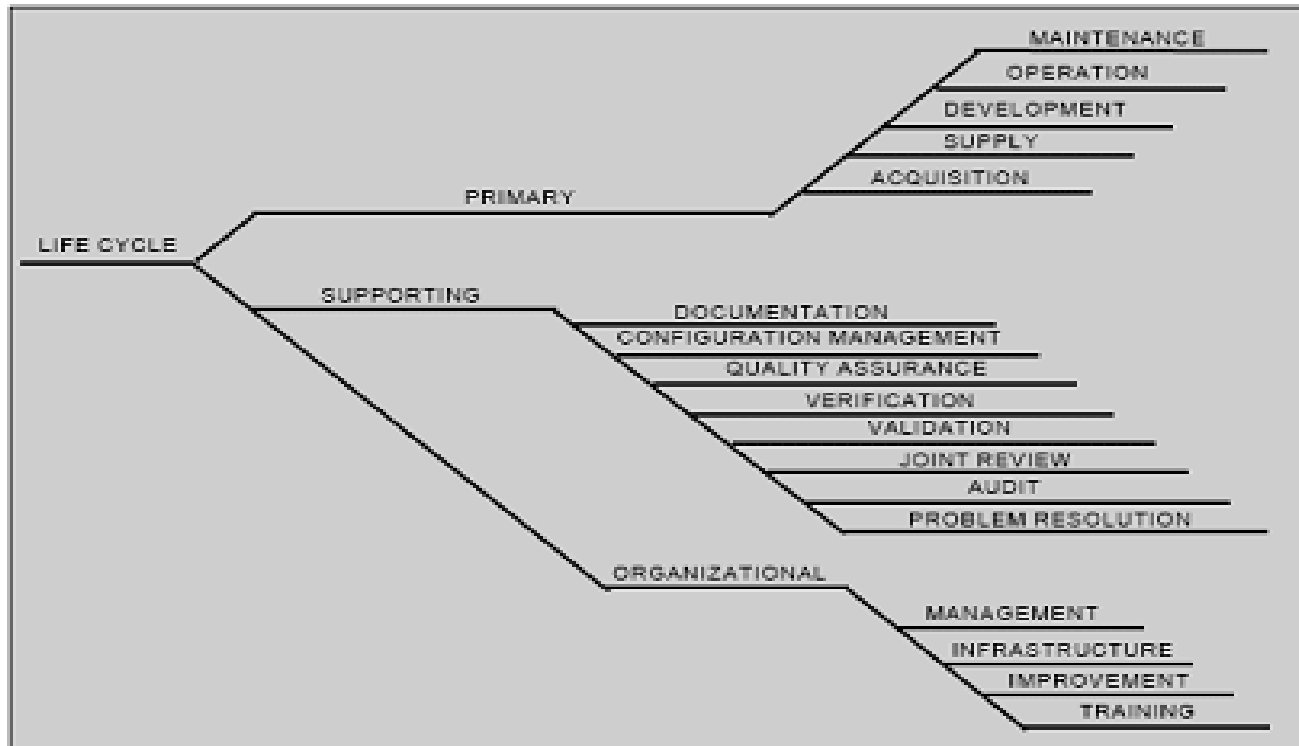 MAINTENANCE
OPERATION
DEVELOPMENT
SUPPLY
ACQUISITION
PRIMARY
LIFE CYCLE
SUPPORTING
DOCUMENTATION
CONFIGURATION MANAGEMENT
QUALITY ASSURANCE
VERIFICATION
VALIDATION
JOINT REVIEW
AUDIT
PROBLEM RESOLUTION
ORGANIZATIONAL
MANAGEMENT
INFRASTRUCTURE
IMPROVEMENT
TRAINING